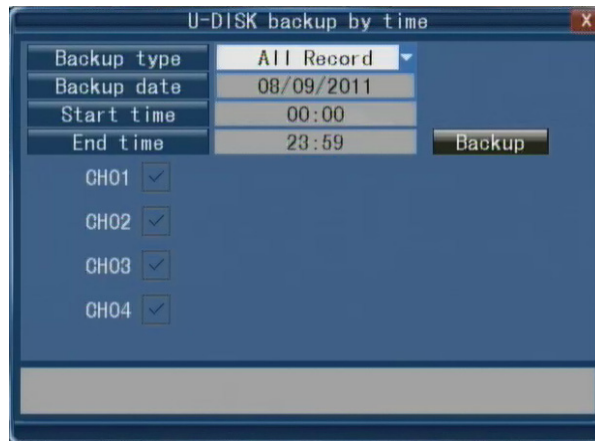 U-DISK backup by time X
Backup type All Record
Backup date 08/09/2011
Start time 00:00
End time 23:59 Backup
CH01
CH02
CH03
CH04